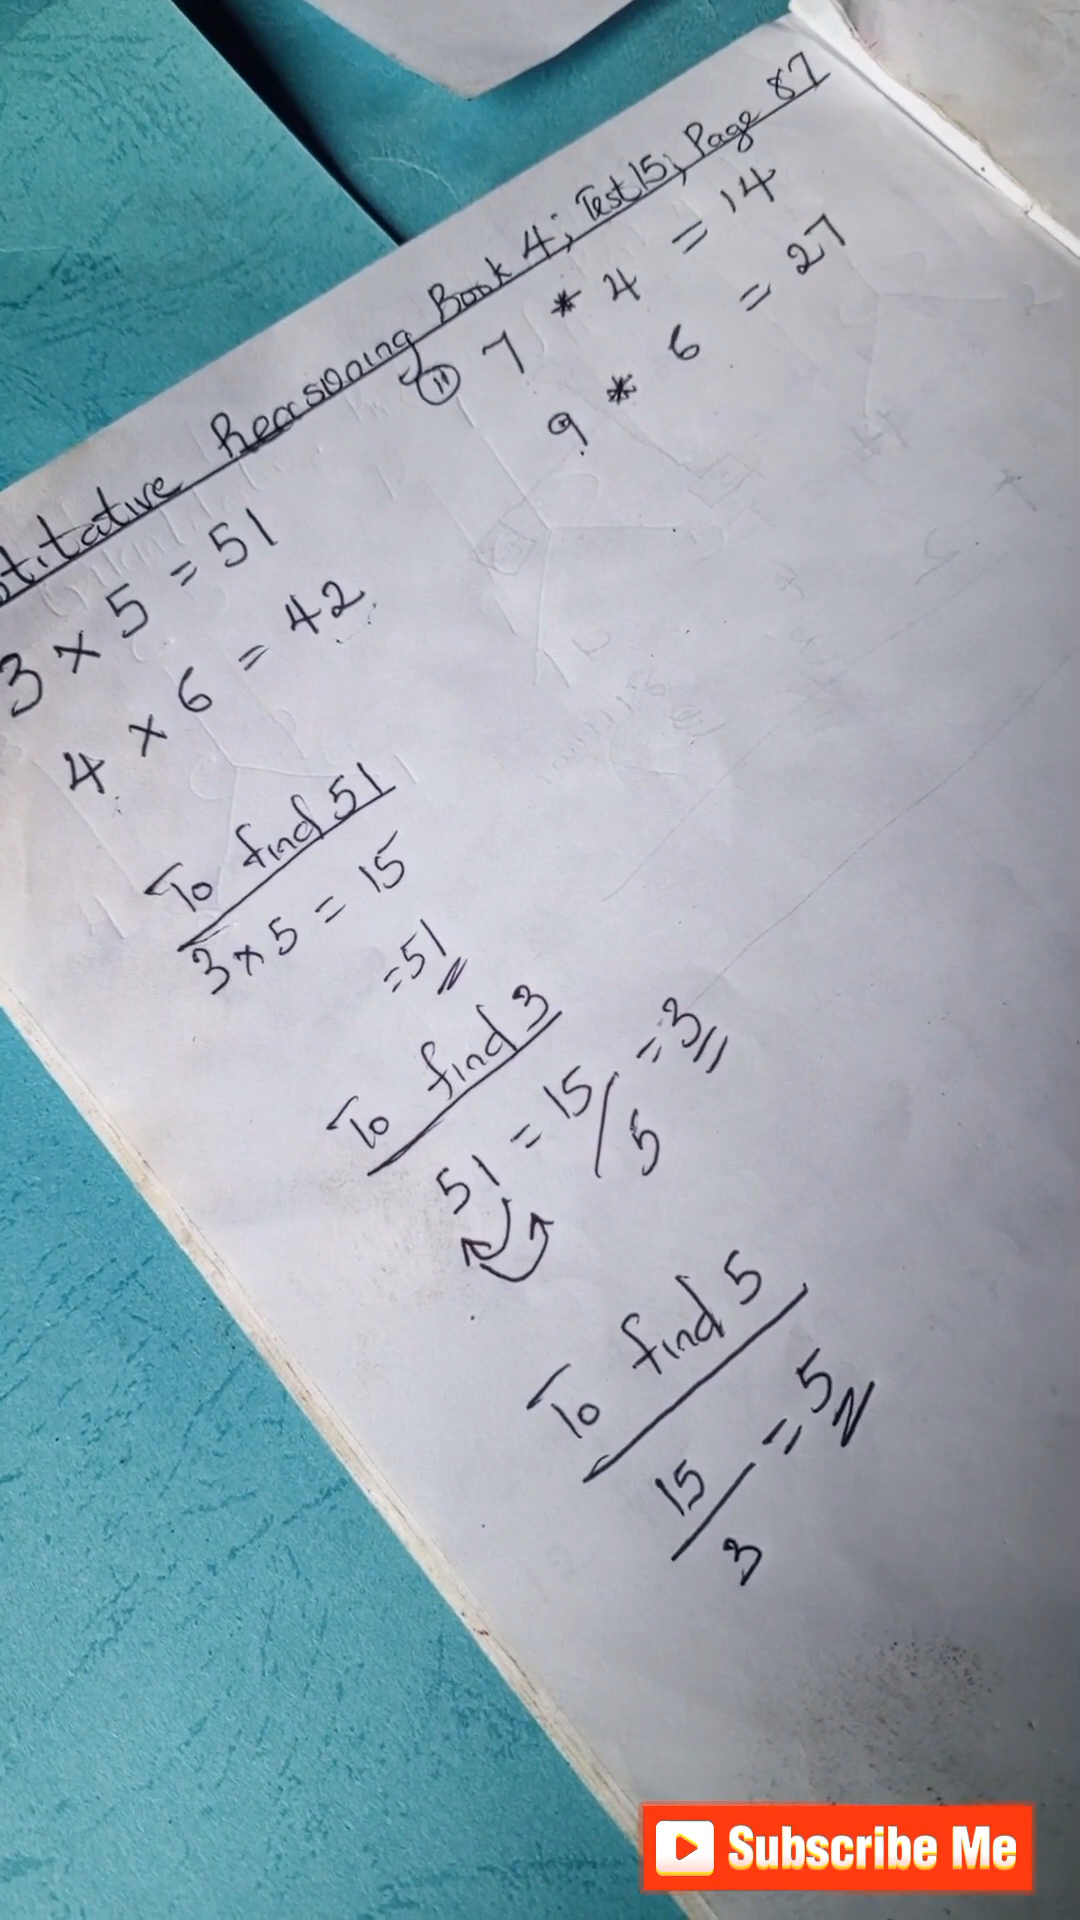 Reasoning Book 4; Test 15, Page 87
3 × 5 = 51
4 × 6 = 42
(ii) 7 * 4 = 14
9 * 6 = 27
To find 51
3 × 5 = 15
= 51
To find 3
51 = 15/5 = 3
To find 5
15/3 = 5
Subscribe Me